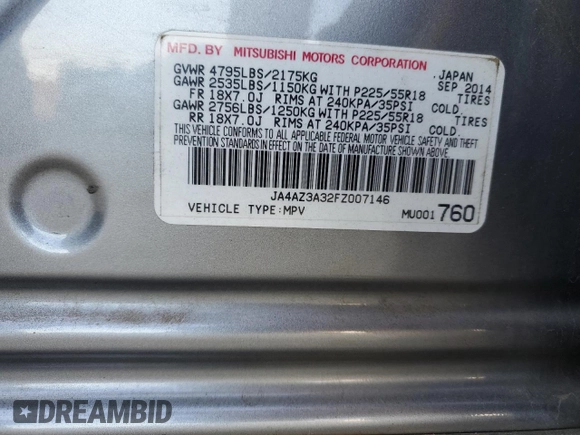 MFD. BY MITSUBISHI MOTORS CORPORATION
GVWR 4795LBS/2175KG JAPAN
GAWR 2535LBS/1150KG WITH P225/55R18 SEP 2014
FR 18X7.0J RIMS AT 240KPA/35PSI COLD. TIRES
GAWR 2756LBS/1250KG WITH P225/55R18
RR 18X7.0J RIMS AT 240KPA/35PSI COLD. TIRES
THIS VEHICLE CONFORMS TO ALL APPLICABLE FEDERAL MOTOR VEHICLE SAFETY AND THEFT
PREVENTION STANDARDS IN EFFECT ON THE DATE OF MANUFACTURE SHOWN ABOVE.
JA4AZ3A32FZ007146
VEHICLE TYPE:MPV MU001 760
DREAMBID